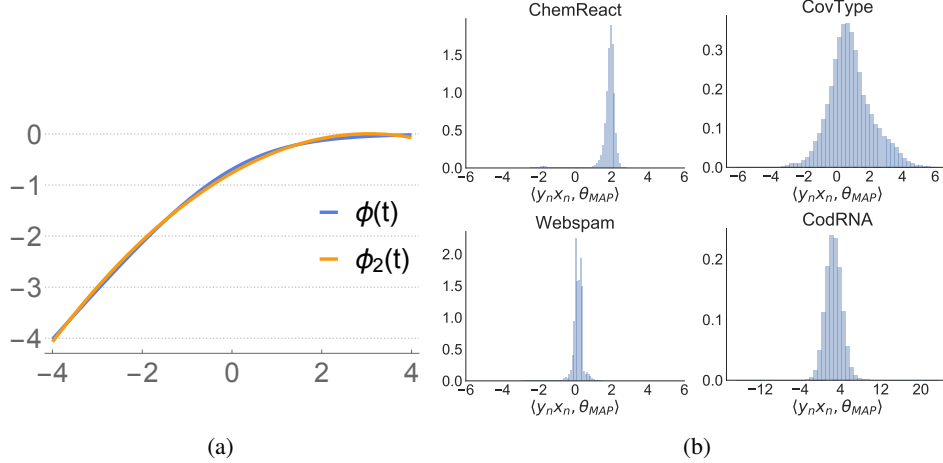 0
−1
−2
−3
−4
−4 −2 0 2 4
ϕ(t)
ϕ₂(t)
(a)
ChemReact
1.5
1.0
0.5
0.0
−6 −4 −2 0 2 4 6
⟨yₙxₙ, θ_MAP⟩
CovType
0.3
0.2
0.1
0.0
−6 −4 −2 0 2 4 6
⟨yₙxₙ, θ_MAP⟩
Webspam
2.0
1.5
1.0
0.5
0.0
−6 −4 −2 0 2 4 6
⟨yₙxₙ, θ_MAP⟩
CodRNA
0.2
0.1
0.0
−12 −4 4 12 20
⟨yₙxₙ, θ_MAP⟩
(b)